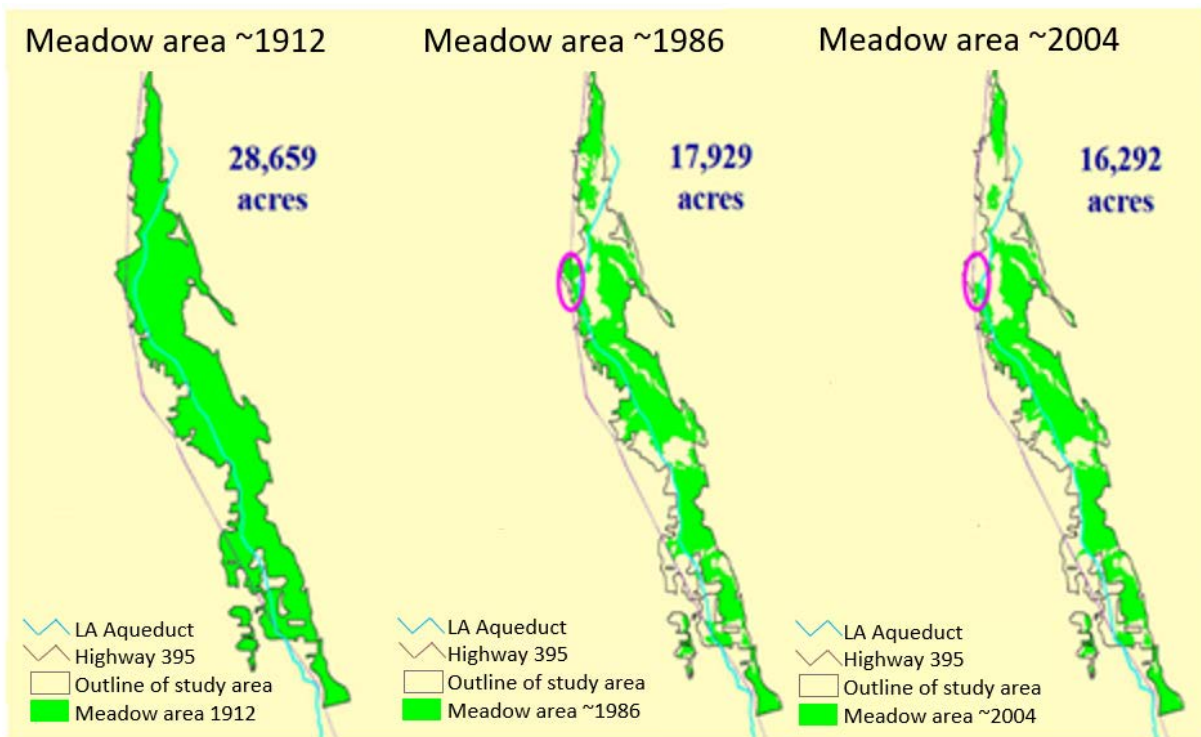 Meadow area ~1912
28,659
acres
LA Aqueduct
Highway 395
Outline of study area
Meadow area 1912
Meadow area ~1986
17,929
acres
LA Aqueduct
Highway 395
Outline of study area
Meadow area ~1986
Meadow area ~2004
16,292
acres
LA Aqueduct
Highway 395
Outline of study area
Meadow area ~2004